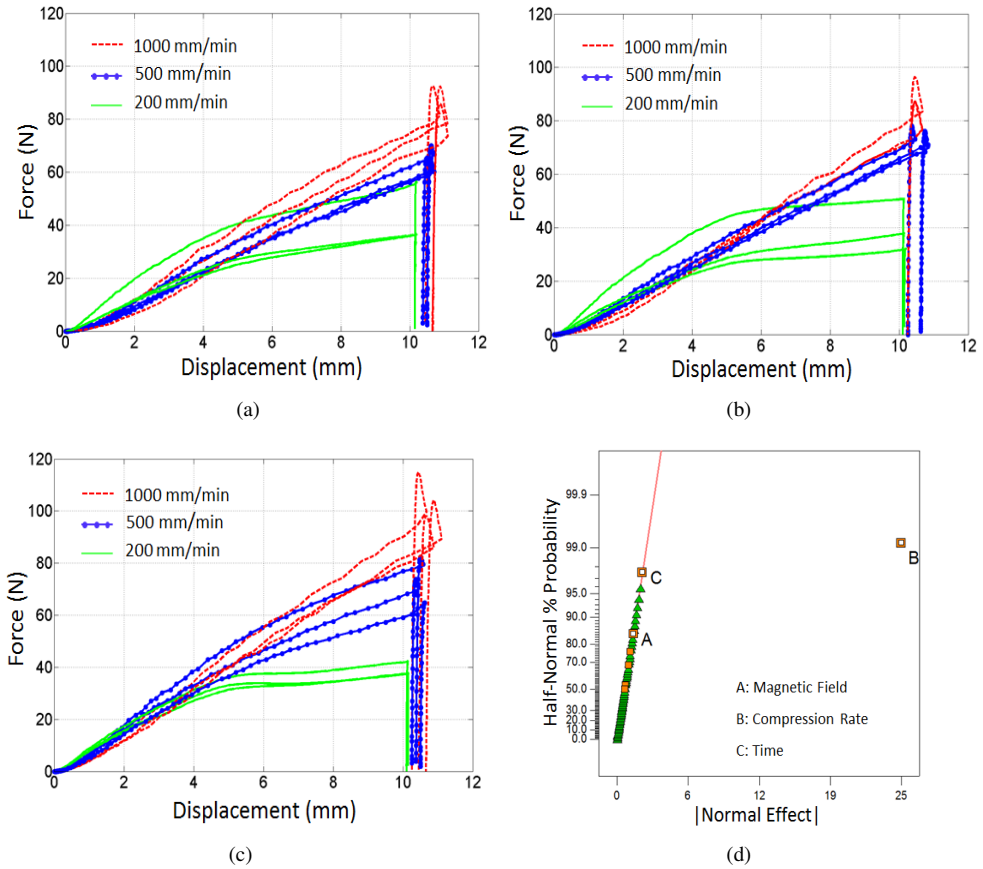 120
100
80
60
40
20
0
Force (N)
1000 mm/min
500 mm/min
200 mm/min
0 2 4 6 8 10 12
Displacement (mm)
(a)
120
100
80
60
40
20
0
Force (N)
1000 mm/min
500 mm/min
200 mm/min
0 2 4 6 8 10 12
Displacement (mm)
(b)
120
100
80
60
40
20
0
Force (N)
1000 mm/min
500 mm/min
200 mm/min
0 2 4 6 8 10 12
Displacement (mm)
(c)
Half-Normal % Probability
99.9
99.0
95.0
90.0
80.0
70.0
50.0
30.0
20.0
10.0
0.0
B
C
A
A: Magnetic Field
B: Compression Rate
C: Time
0 6 12 19 25
|Normal Effect|
(d)